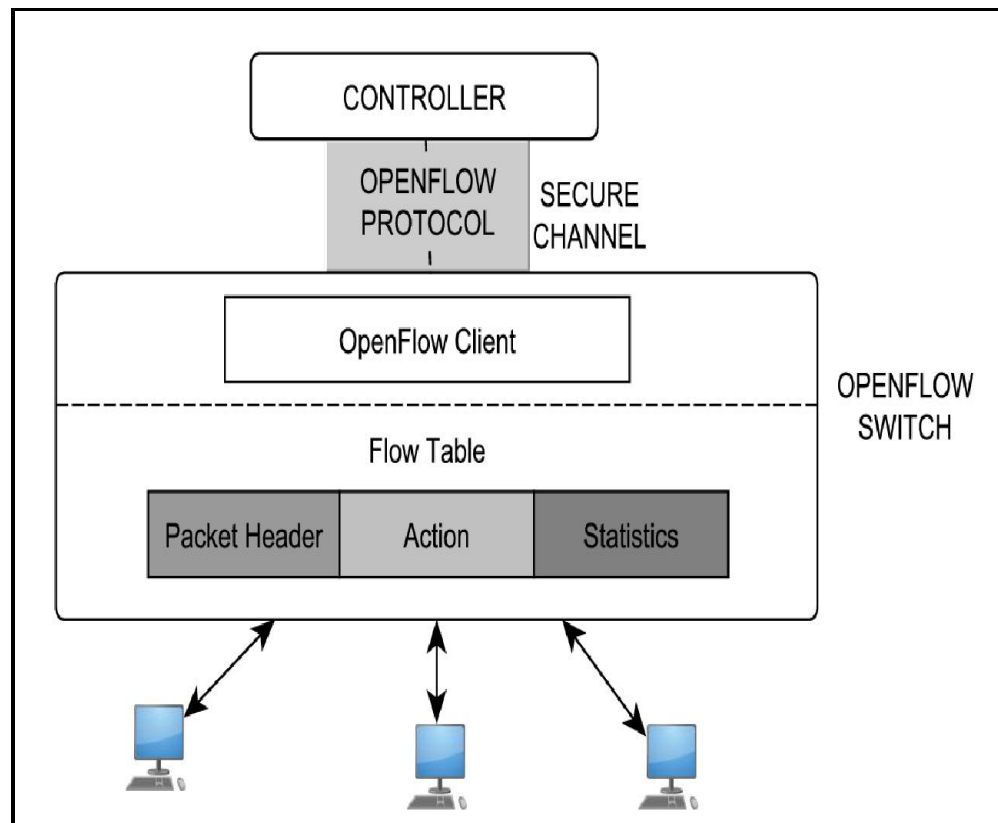 CONTROLLER
OPENFLOW
PROTOCOL
SECURE
CHANNEL
OpenFlow Client
OPENFLOW
SWITCH
Flow Table
Packet Header
Action
Statistics